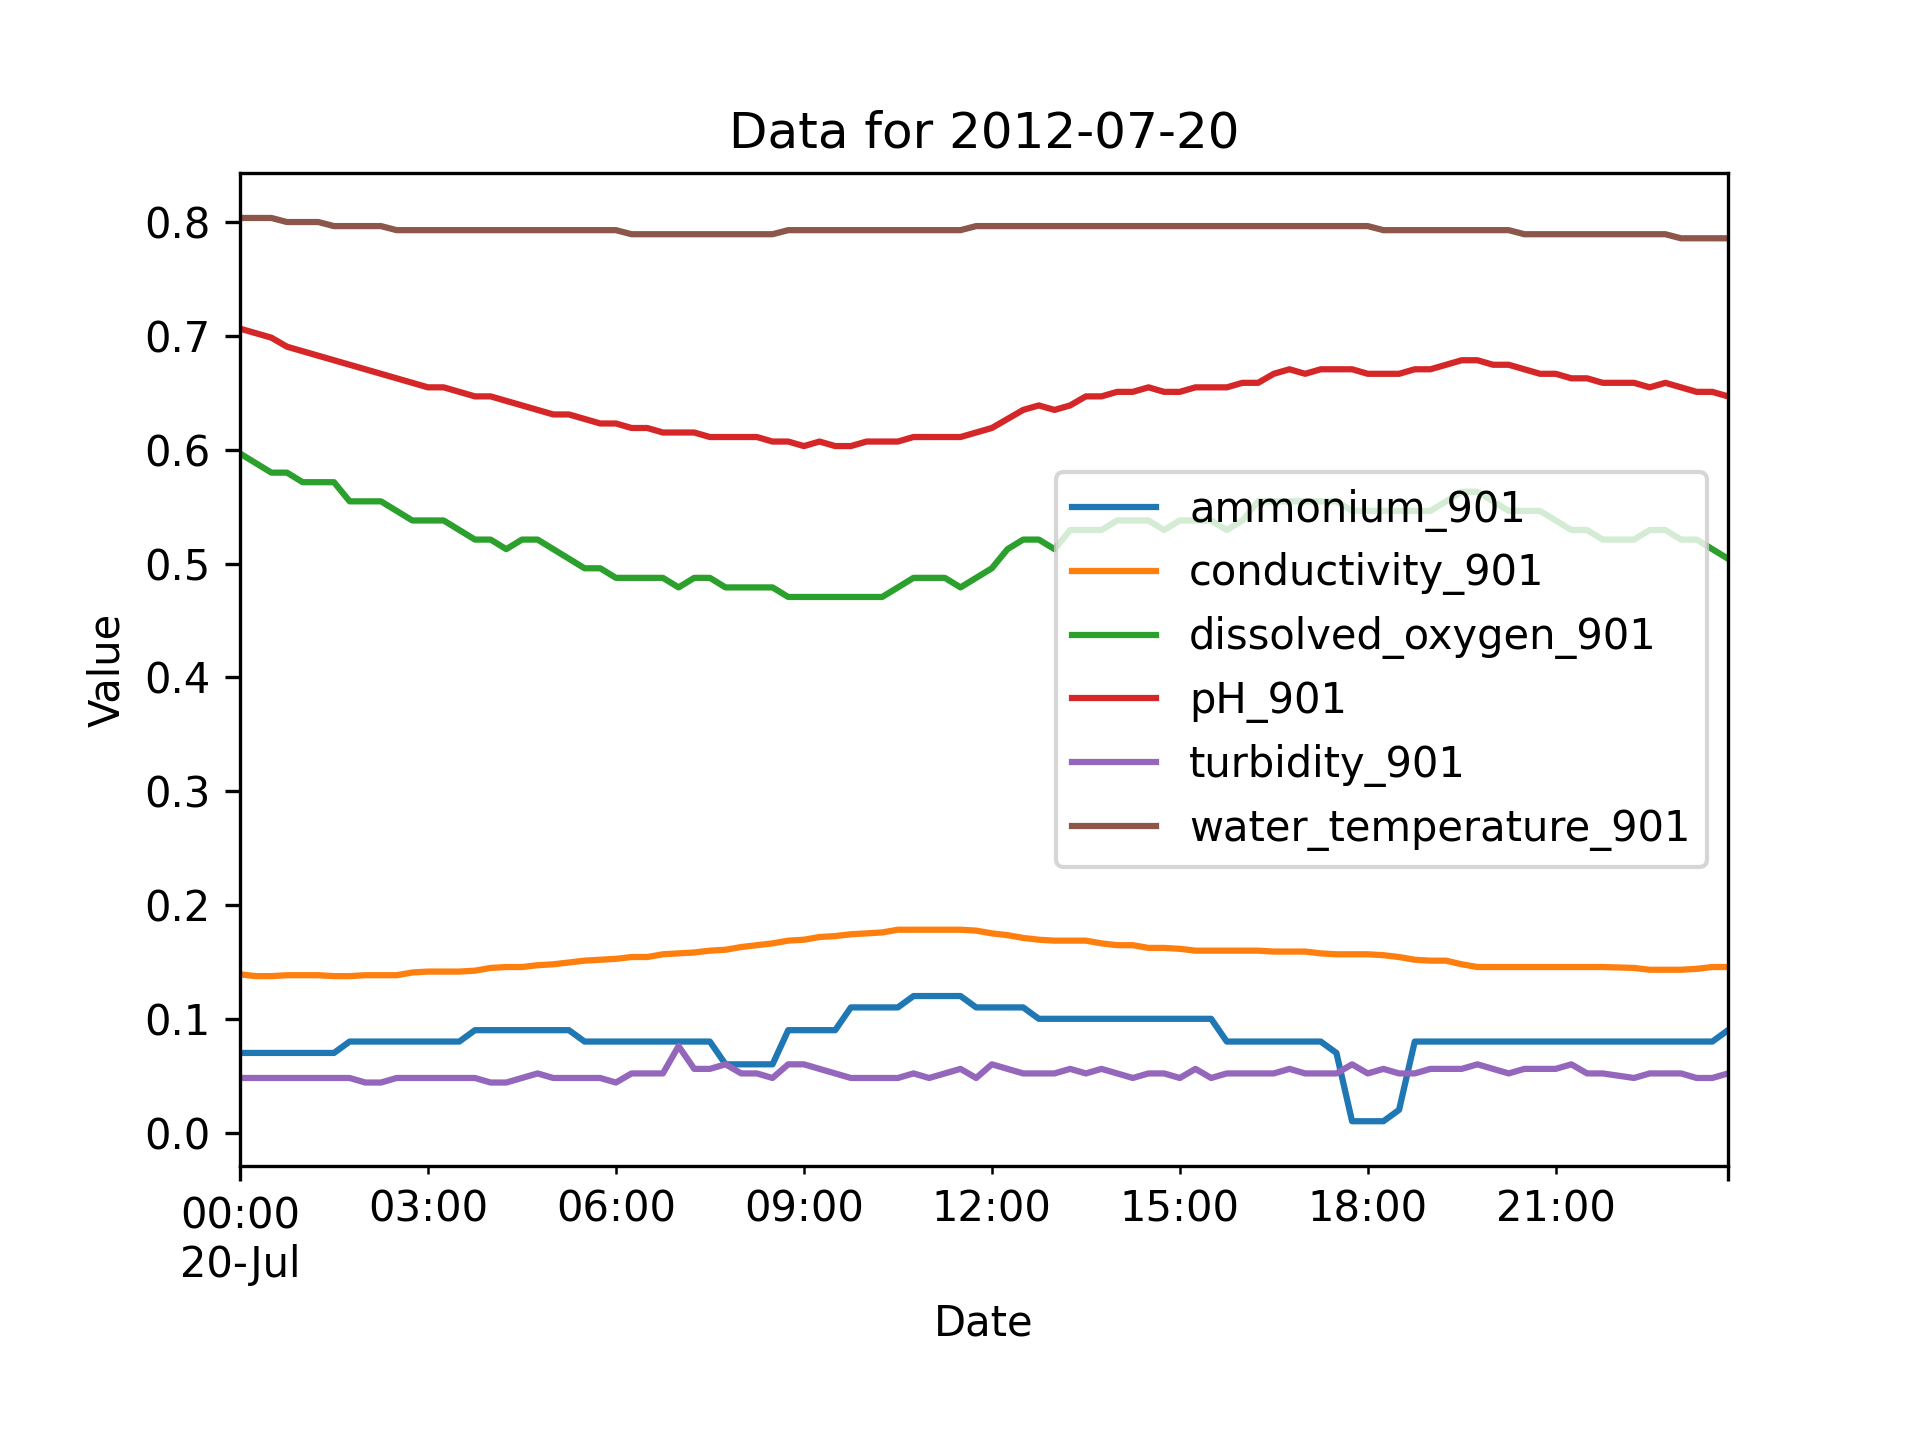 Data for 2012-07-20
Value
0.8
0.7
0.6
0.5
0.4
0.3
0.2
0.1
0.0
ammonium_901
conductivity_901
dissolved_oxygen_901
pH_901
turbidity_901
water_temperature_901
00:00 03:00 06:00 09:00 12:00 15:00 18:00 21:00
20-Jul
Date